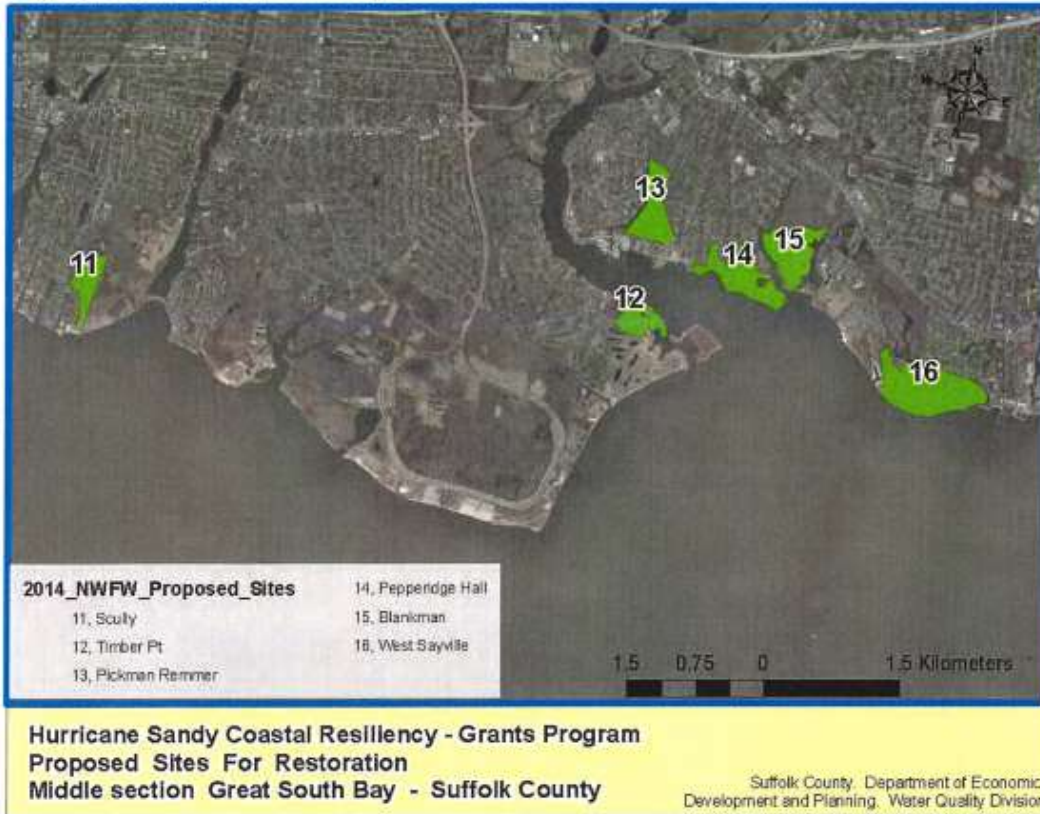 N
E
S
11
13
15
14
12
16
2014_NWFW_Proposed_Sites
11, Scully
12, Timber Pt
13, Pickman Remmer
14, Pepperidge Hall
15, Blankman
16, West Sayville
1.5 0.75 0 1.5 Kilometers
Hurricane Sandy Coastal Resiliency - Grants Program
Proposed Sites For Restoration
Middle section Great South Bay - Suffolk County
Suffolk County. Department of Economic
Development and Planning. Water Quality Division